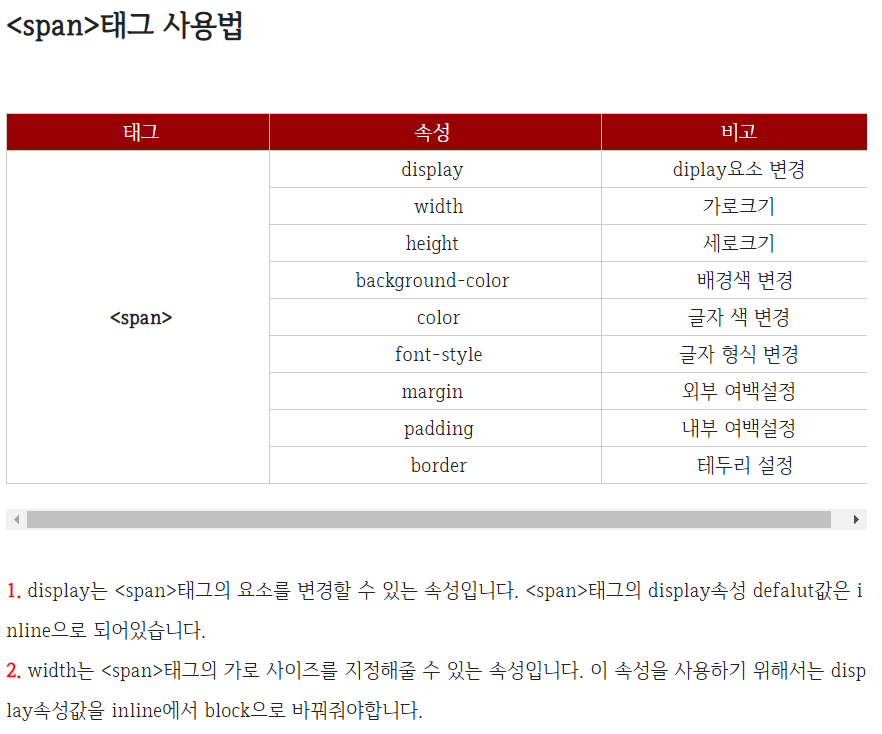 <span>태그 사용법
태그 속성 비고
display diplay요소 변경
width 가로크기
height 세로크기
background-color 배경색 변경
<span> color 글자 색 변경
font-style 글자 형식 변경
margin 외부 여백설정
padding 내부 여백설정
border 테두리 설정
1. display는 <span>태그의 요소를 변경할 수 있는 속성입니다. <span>태그의 display속성 defalut값은 i
nline으로 되어있습니다.
2. width는 <span>태그의 가로 사이즈를 지정해줄 수 있는 속성입니다. 이 속성을 사용하기 위해서는 disp
lay속성값을 inline에서 block으로 바꿔줘야합니다.